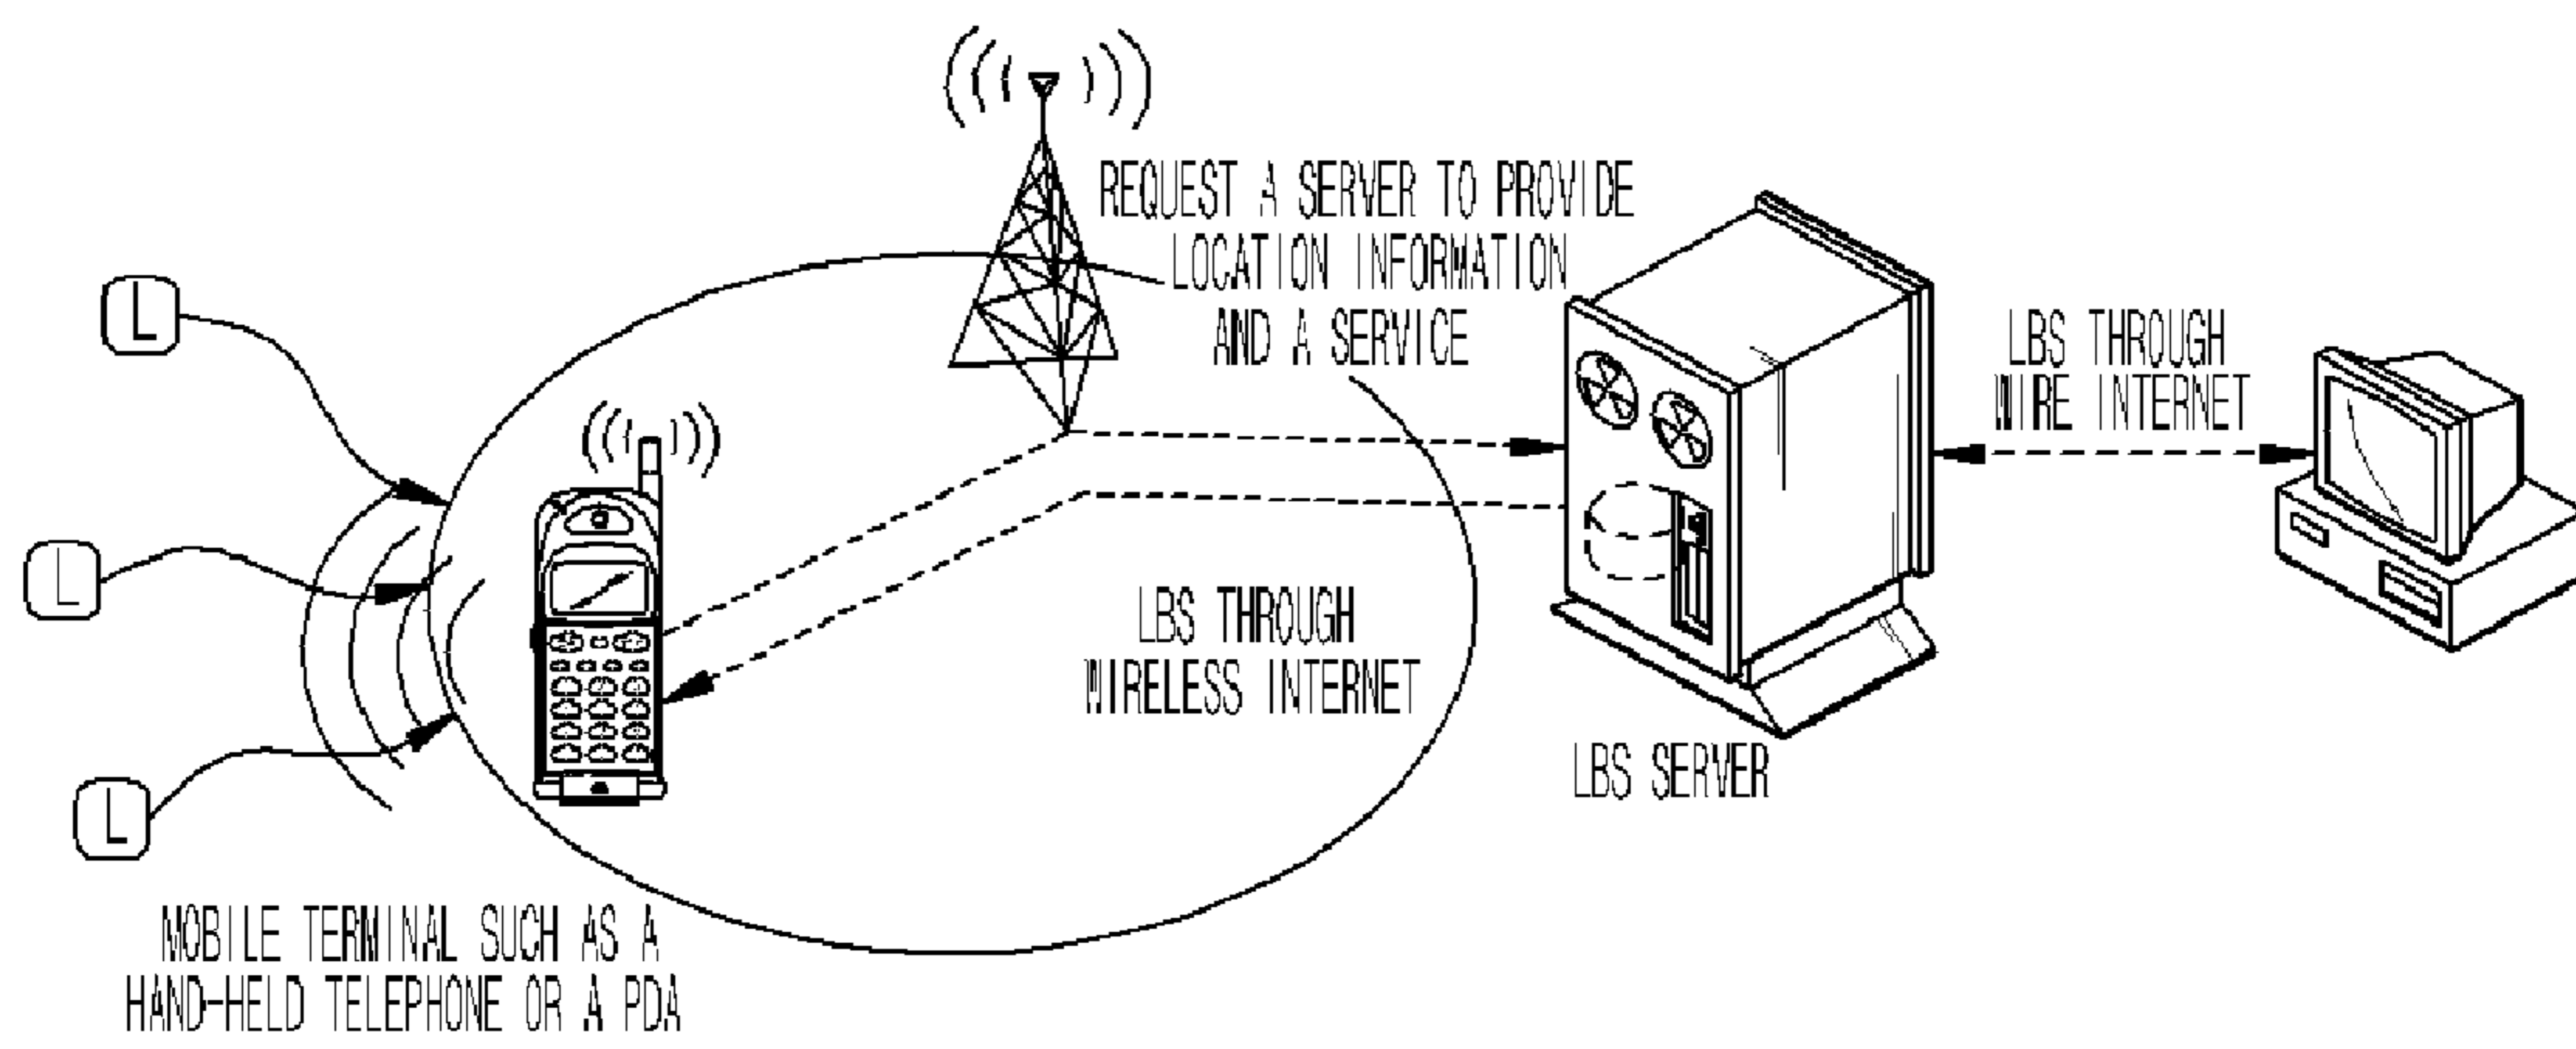 REQUEST A SERVER TO PROVIDE
LOCATION INFORMATION
AND A SERVICE
L
L
L
LBS THROUGH
WIRE INTERNET
LBS THROUGH
WIRELESS INTERNET
LBS SERVER
MOBILE TERMINAL SUCH AS A
HAND-HELD TELEPHONE OR A PDA